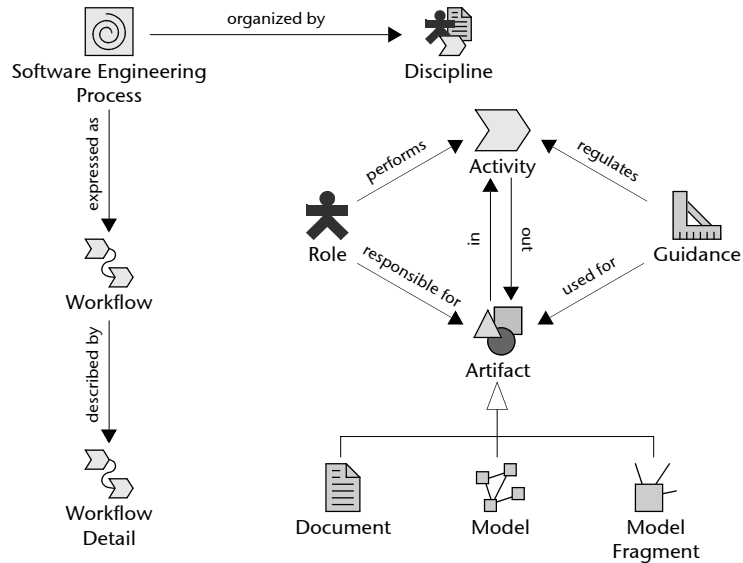 organized by
Software Engineering
Process
Discipline
expressed as
performs
Activity
regulates
Role
in
out
Guidance
Workflow
responsible for
used for
described by
Artifact
Workflow
Detail
Document
Model
Model
Fragment